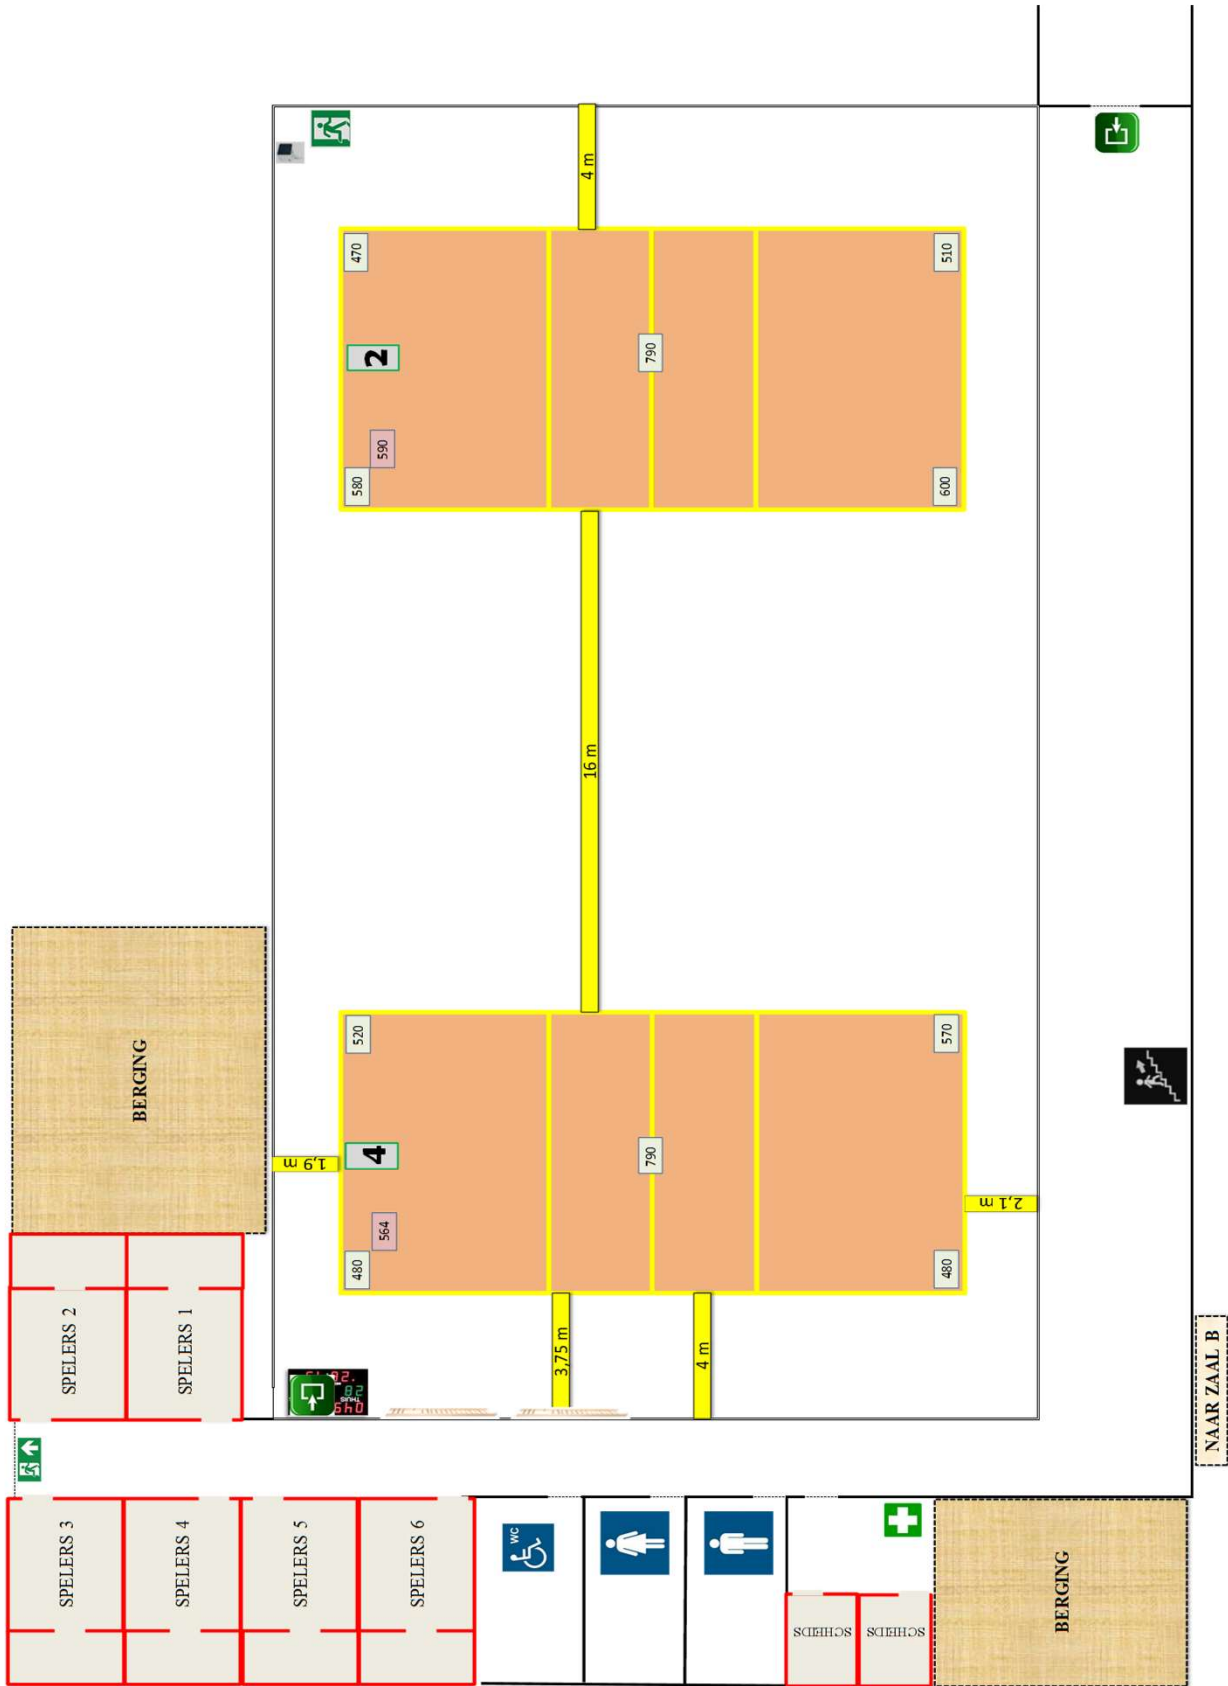 SPELERS 3
SPELERS 4
SPELERS 5
SPELERS 6
WC
SCHEIDS
SCHEIDS
BERGING
SPELERS 2
SPELERS 1
BERGING
THUIS
28
1,9 m
480
564
4
520
3,75 m
4 m
790
480
570
2,1 m
16 m
580
590
2
470
790
600
510
4 m
NAAR ZAAL B